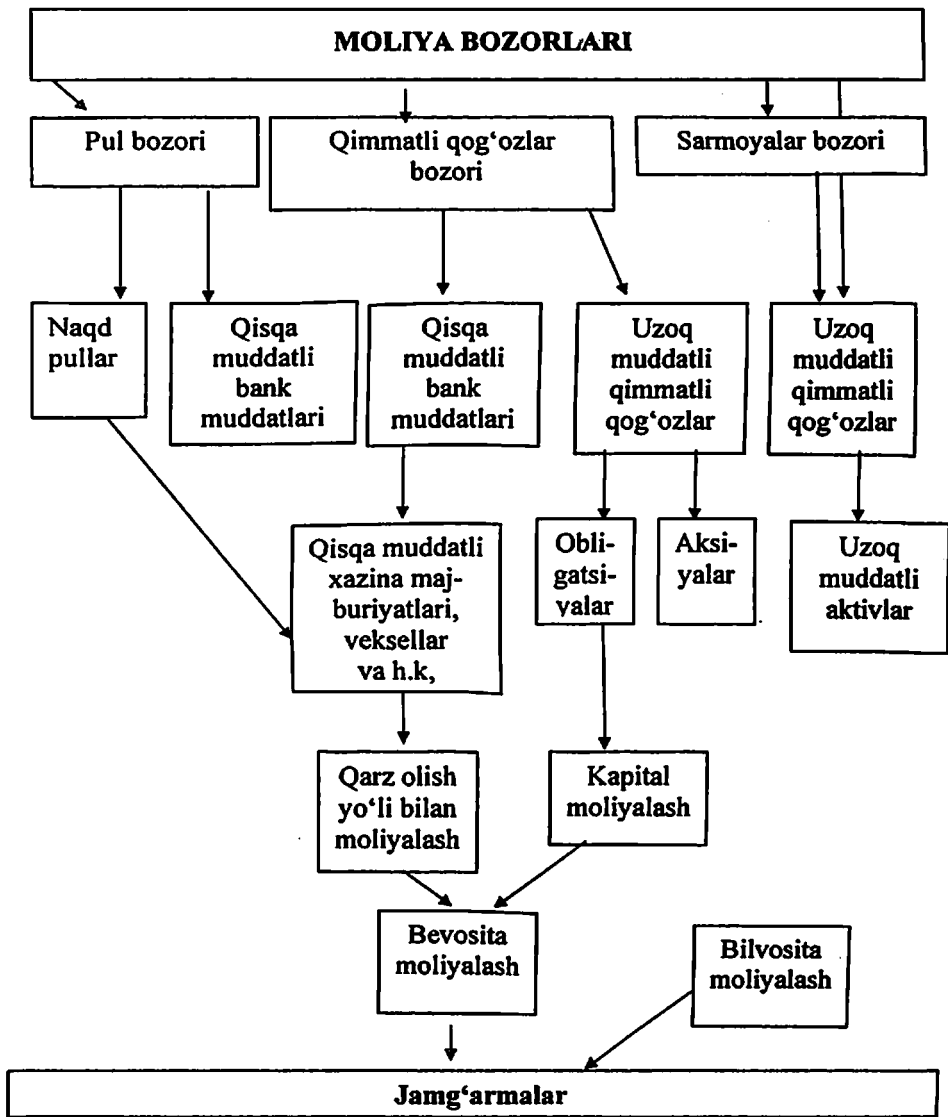 MOLIYA BOZORLARI
Pul bozori
Qimmatli qog‘ozlar
bozori
Sarmoyalar bozori
Naqd
pullar
Qisqa
muddatli
bank
muddatlari
Qisqa
muddatli
bank
muddatlari
Uzoq
muddatli
qimmatli
qog‘ozlar
Uzoq
muddatli
qimmatli
qog‘ozlar
Qisqa muddatli
xazina maj-
buriyatlari,
veksellar
va h.k,
Obli-
gatsi-
yalar
Aksi-
yalar
Uzoq
muddatli
aktivlar
Qarz olish
yo‘li bilan
moliyalash
Kapital
moliyalash
Bevosita
moliyalash
Bilvosita
moliyalash
Jamg‘armalar